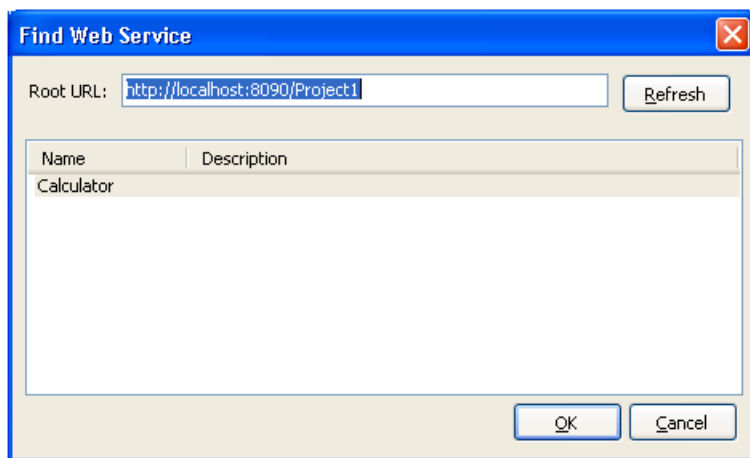 Find Web Service
Root URL: http://localhost:8090/Project1 Refresh
Name Description
Calculator
OK Cancel